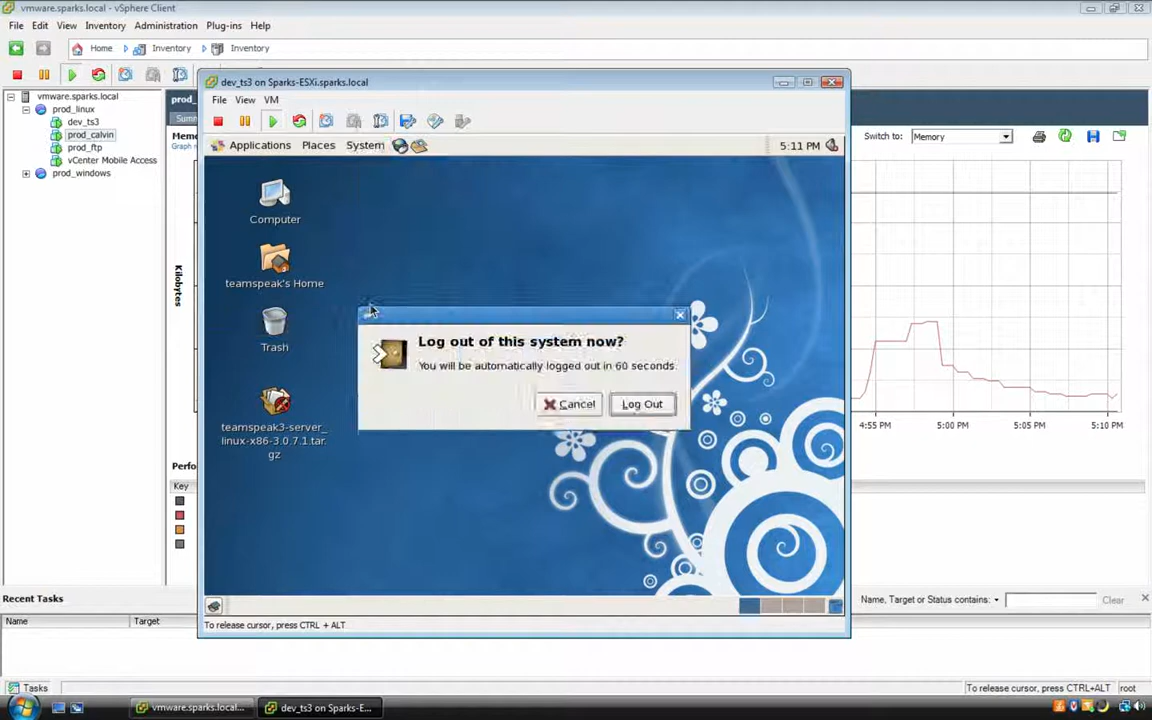 vmware.sparks.local - vSphere Client
File Edit View Inventory Administration Plug-ins Help
Home Inventory Inventory
vmware.sparks.local
prod_linux
dev_ts3
prod_calvin
prod_ftp
vCenter Mobile Access
prod_windows
prod_
Switch to: Memory
Kilobytes
4:55 PM 5:00 PM 5:05 PM 5:10 PM
Key
dev_ts3 on Sparks-ESXi.sparks.local
File View VM
Applications Places System 5:11 PM
Computer
teamspeak's Home
Trash
teamspeak3-server_
linux-x86-3.0.7.1.tar.
gz
Log out of this system now?
You will be automatically logged out in 60 seconds.
Cancel Log Out
To release cursor, press CTRL + ALT
Recent Tasks
Name, Target or Status contains: Clear
Name Target
Tasks
To release cursor, press CTRL+ALT root
vmware.sparks.local... dev_ts3 on Sparks-E...